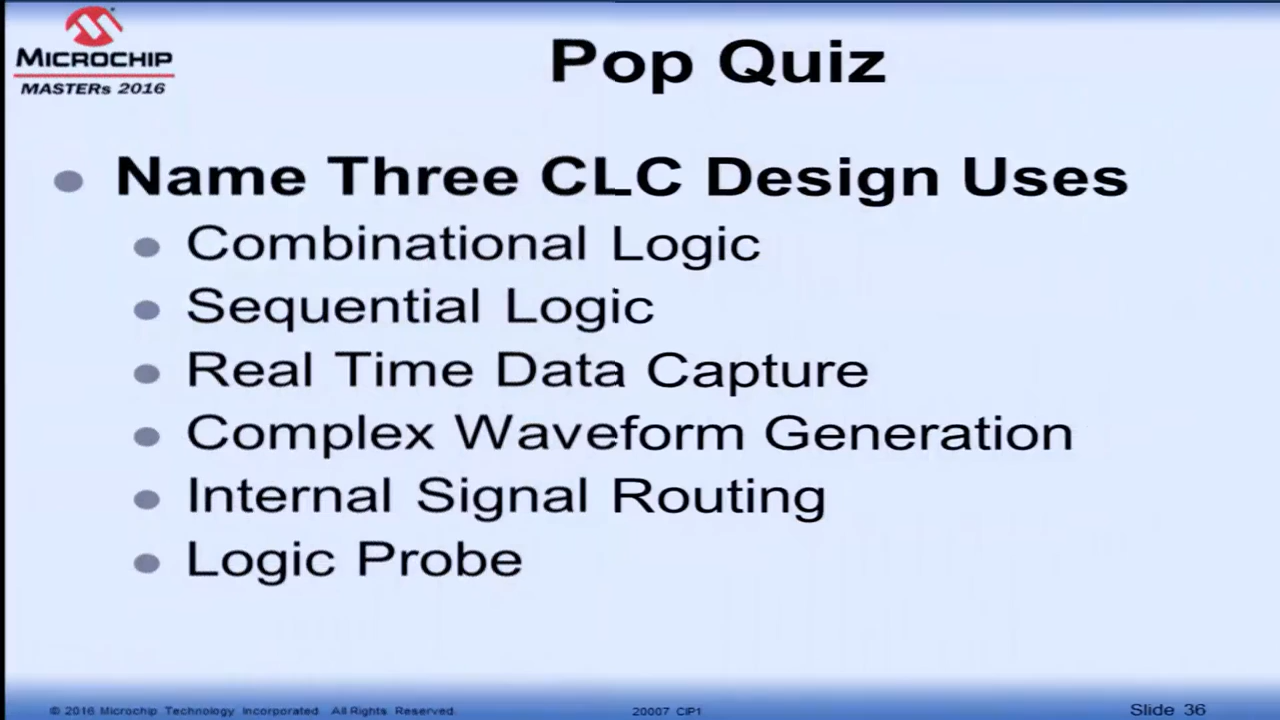 MICROCHIP
MASTERs 2016
Pop Quiz
Name Three CLC Design Uses
Combinational Logic
Sequential Logic
Real Time Data Capture
Complex Waveform Generation
Internal Signal Routing
Logic Probe
© 2016 Microchip Technology Incorporated. All Rights Reserved.
20007 CIP1
Slide 36